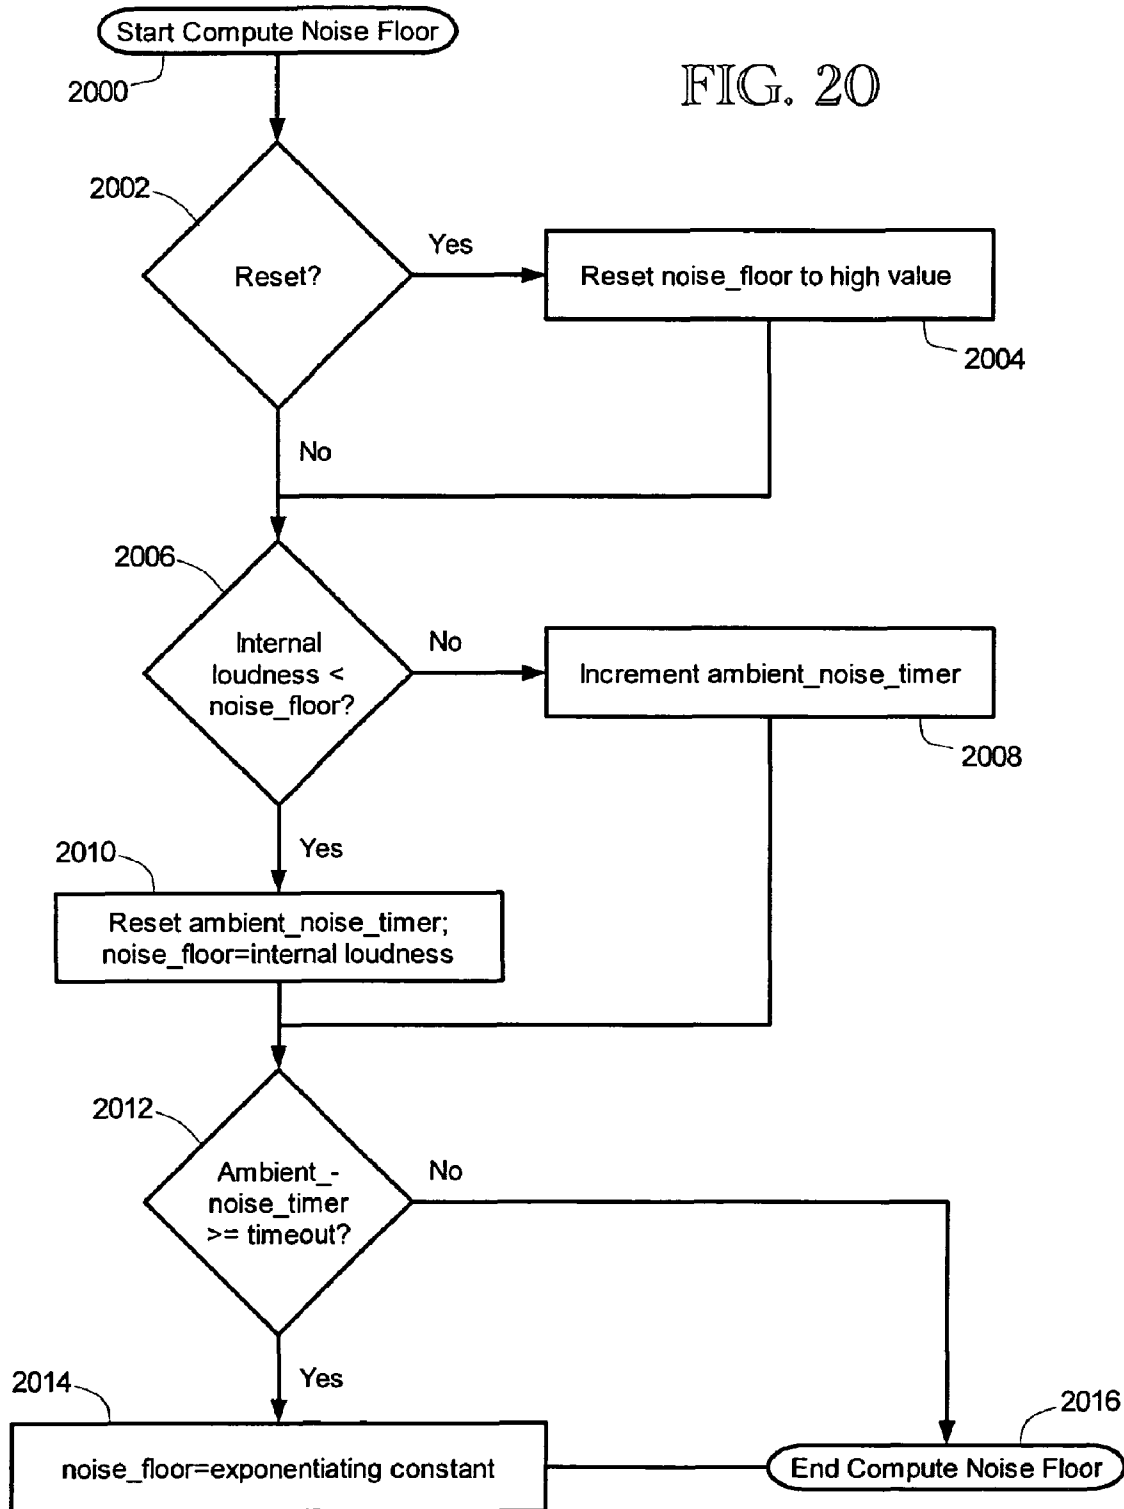 Start Compute Noise Floor
2000
FIG. 20
2002
Reset?
Yes
Reset noise_floor to high value
2004
No
2006
Internal
loudness <
noise_floor?
No
Increment ambient_noise_timer
2008
Yes
2010
Reset ambient_noise_timer;
noise_floor=internal loudness
2012
Ambient_-
noise_timer
>= timeout?
No
Yes
2014
noise_floor=exponentiating constant
2016
End Compute Noise Floor